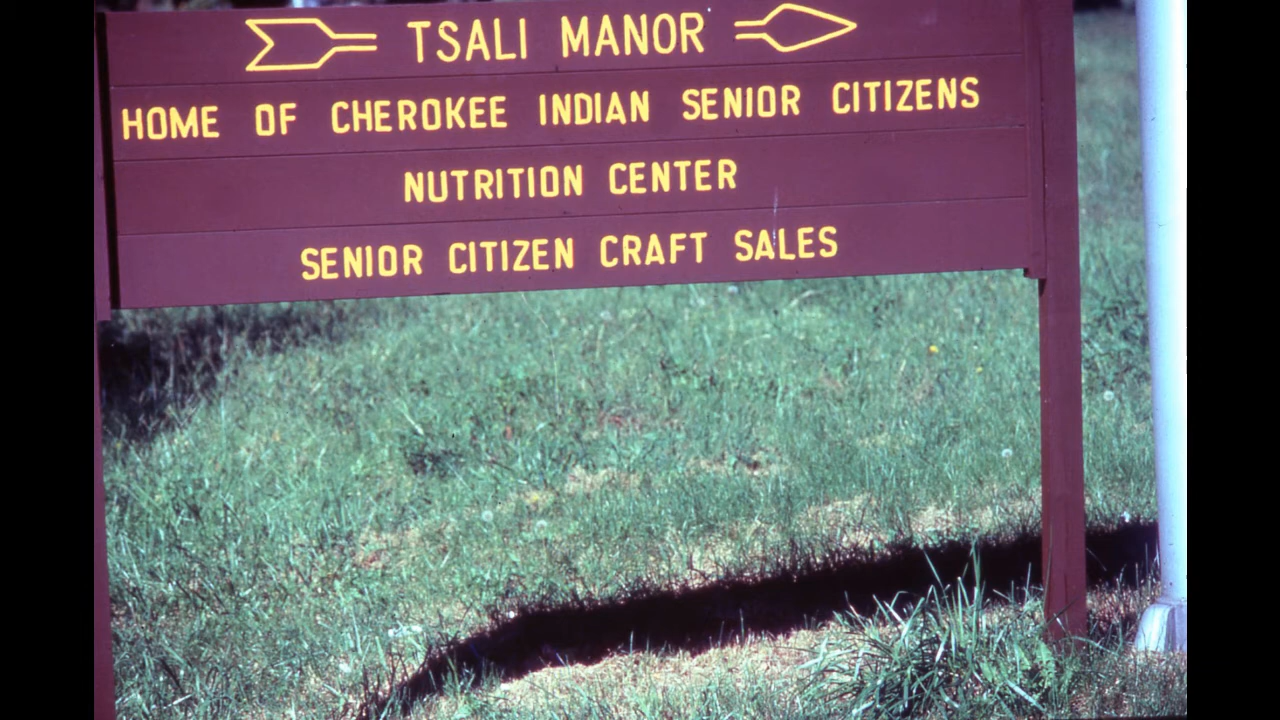 TSALI MANOR
HOME OF CHEROKEE INDIAN SENIOR CITIZENS
NUTRITION CENTER
SENIOR CITIZEN CRAFT SALES